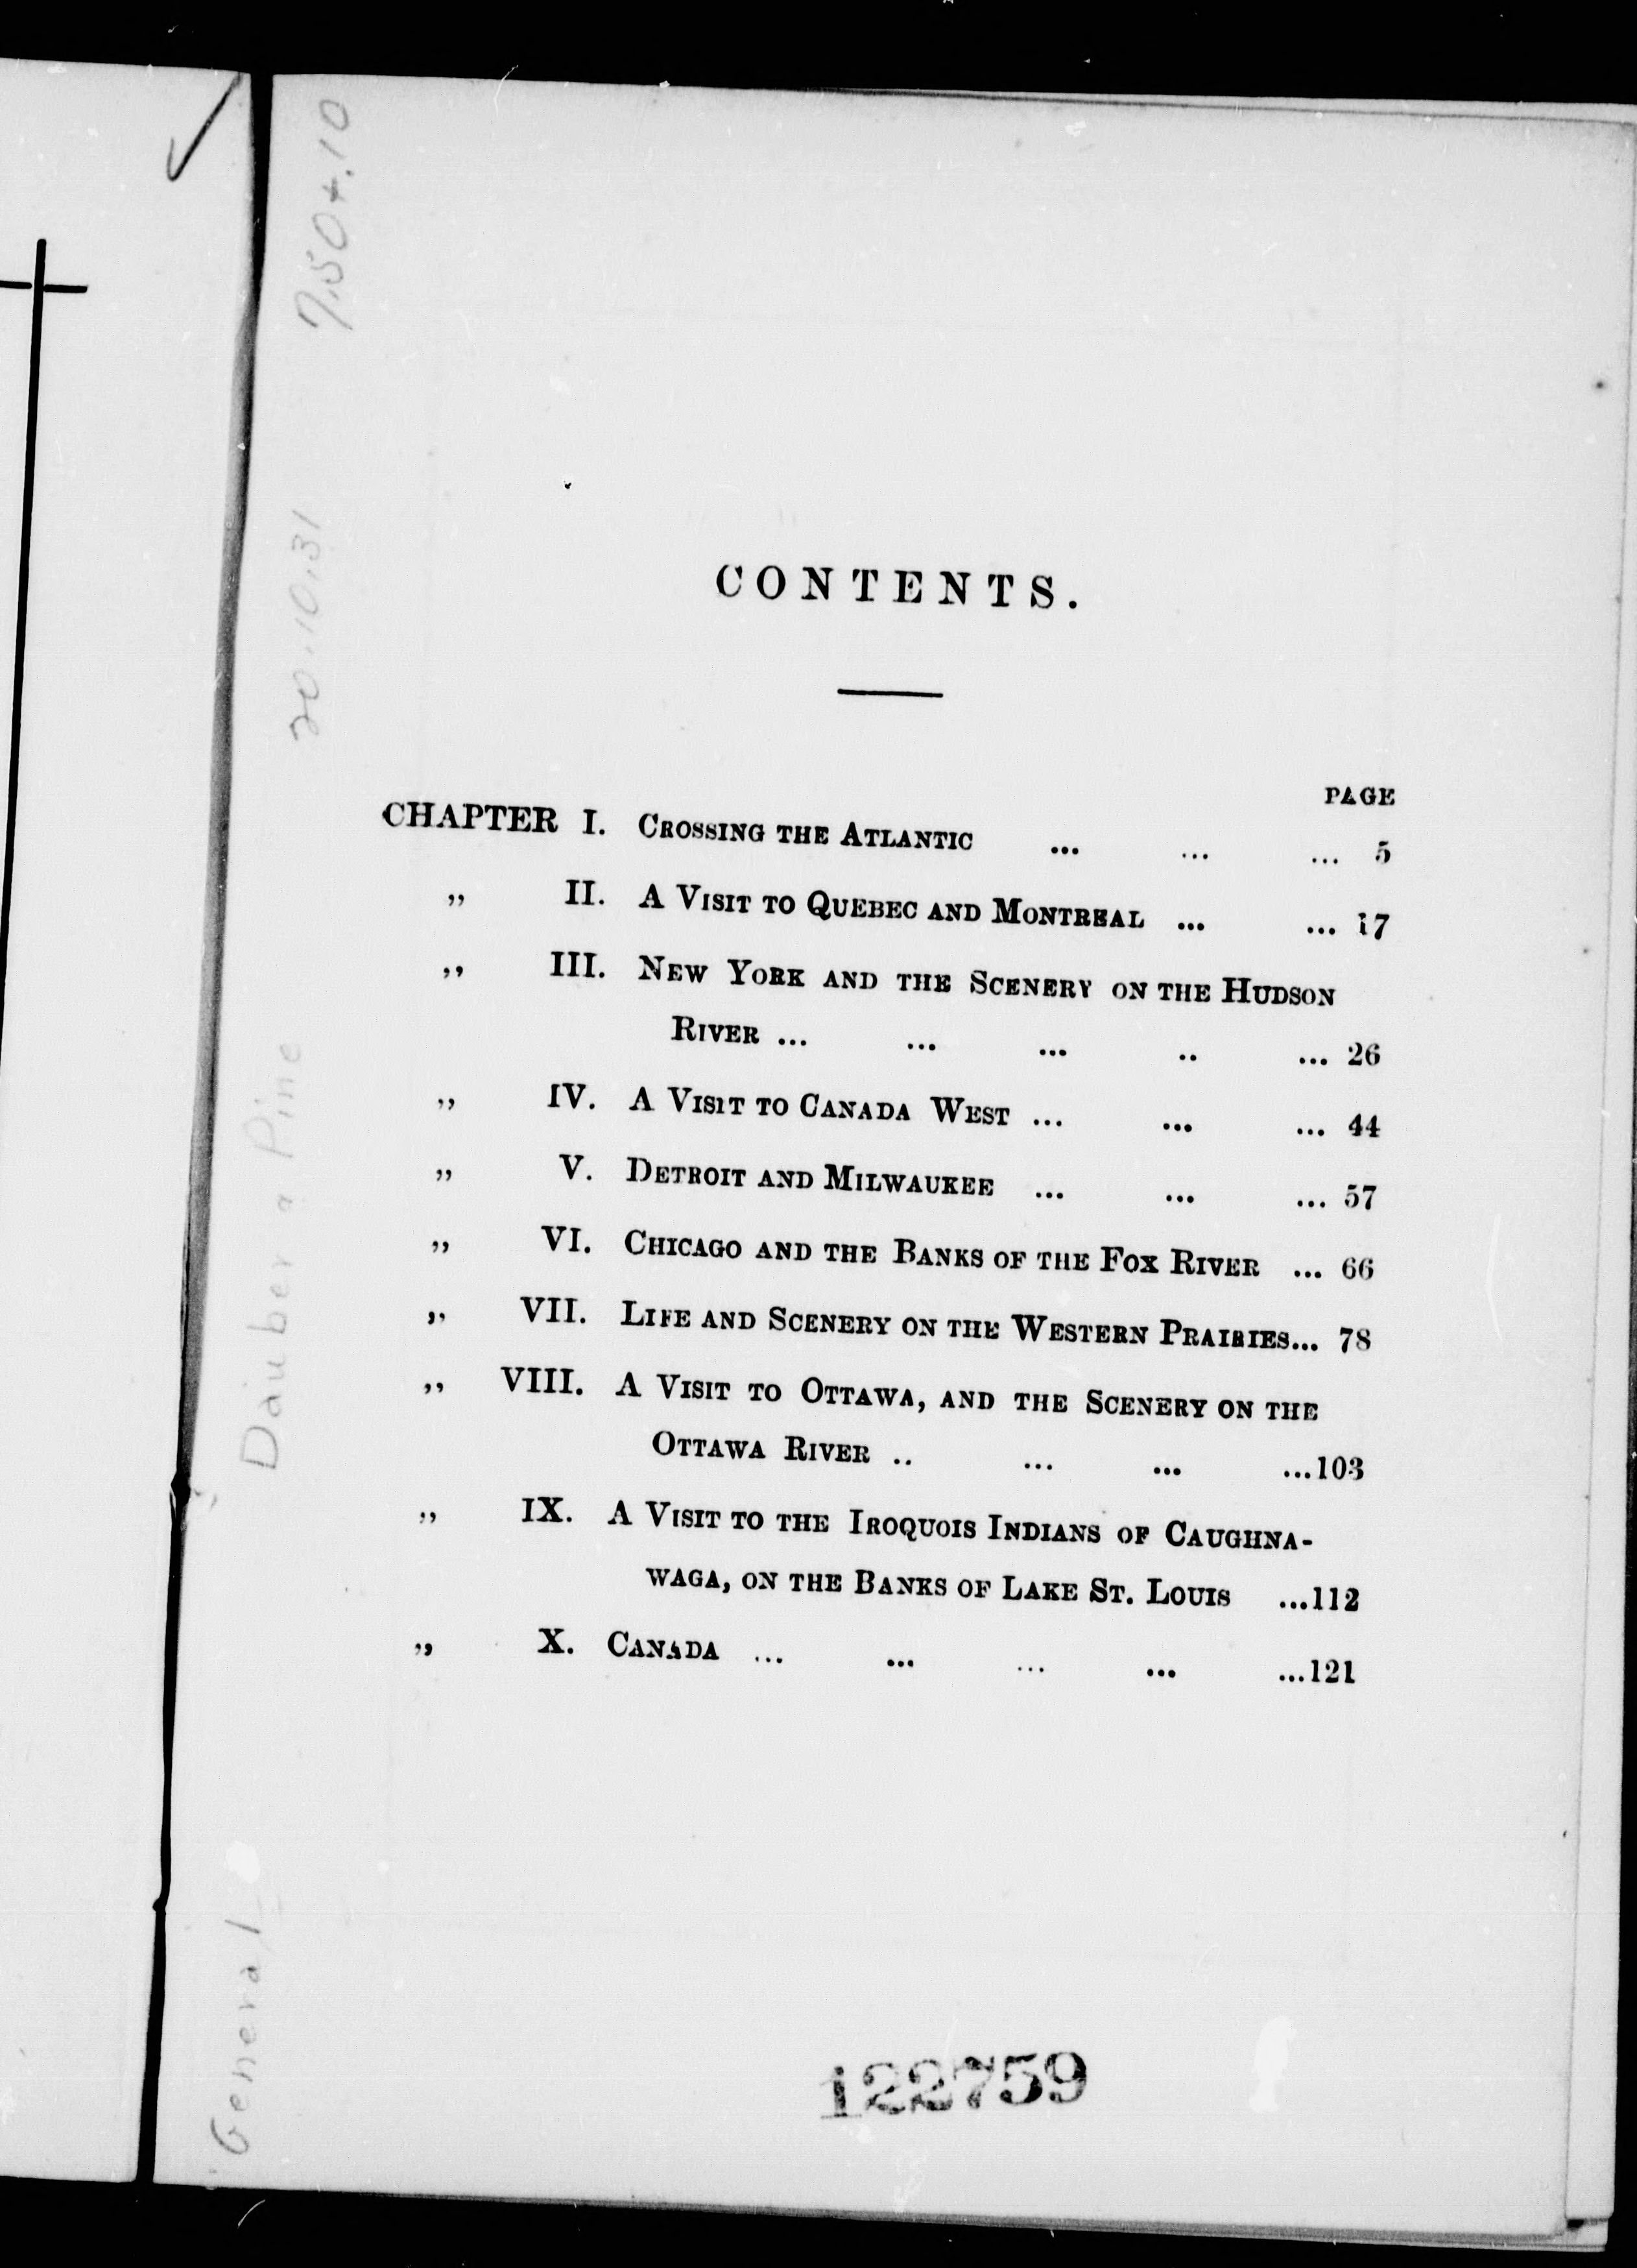 CONTENTS.
PAGE
CHAPTER I. CROSSING THE ATLANTIC ... ... ... 5
„ II. A VISIT TO QUEBEC AND MONTREAL ... ... 17
„ III. NEW YORK AND THE SCENERY ON THE HUDSON
RIVER ... ... ... .. ... 26
„ IV. A VISIT TO CANADA WEST ... ... ... 44
„ V. DETROIT AND MILWAUKEE ... ... ... 57
„ VI. CHICAGO AND THE BANKS OF THE FOX RIVER ... 66
„ VII. LIFE AND SCENERY ON THE WESTERN PRAIRIES... 78
„ VIII. A VISIT TO OTTAWA, AND THE SCENERY ON THE
OTTAWA RIVER .. ... ... ...103
„ IX. A VISIT TO THE IROQUOIS INDIANS OF CAUGHNA-
WAGA, ON THE BANKS OF LAKE ST. LOUIS ...112
„ X. CANADA ... ... ... ... ...121
122759
General
Dauber a Pine
20.10.31
7.50+.10